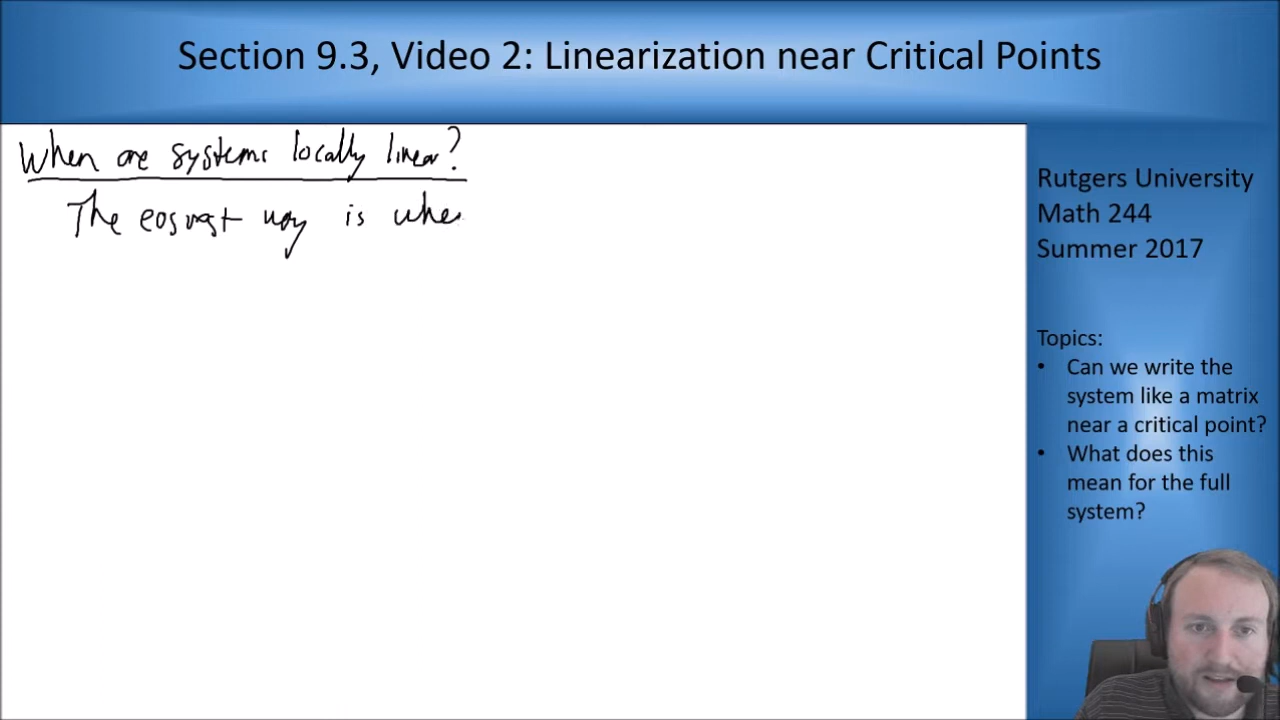 Section 9.3, Video 2: Linearization near Critical Points
When are systems locally linear?
The easiest way is when
Rutgers University
Math 244
Summer 2017
Topics:
• Can we write the
system like a matrix
near a critical point?
• What does this
mean for the full
system?